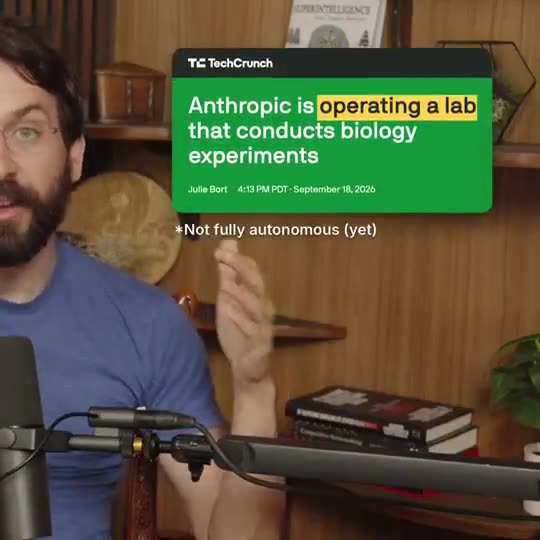 SUPERINTELLIGENCE
TC TechCrunch
Anthropic is operating a lab
that conducts biology
experiments
Julie Bort 4:13 PM PDT · September 18, 2026
*Not fully autonomous (yet)